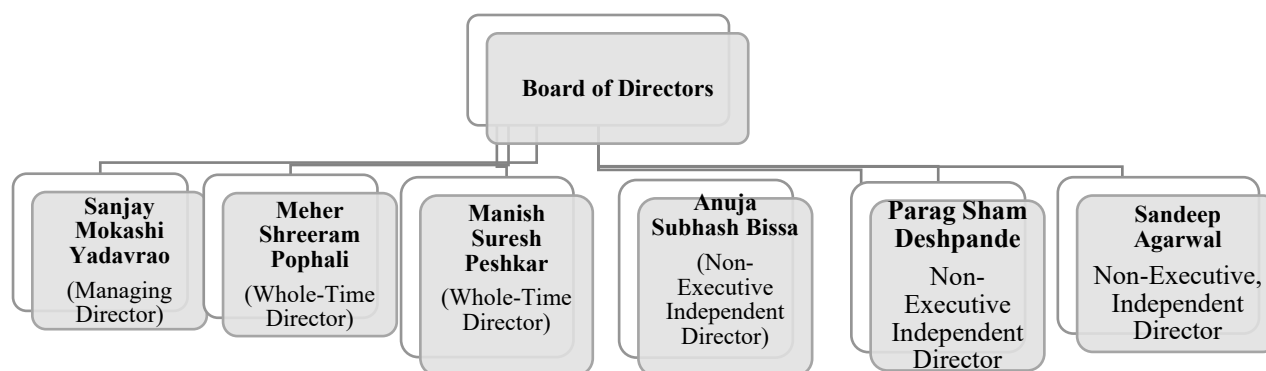 Board of Directors
Sanjay
Mokashi
Yadavrao
(Managing
Director)
Meher
Shreeram
Pophali
(Whole-Time
Director)
Manish
Suresh
Peshkar
(Whole-Time
Director)
Anuja
Subhash Bissa
(Non-
Executive
Independent
Director)
Parag Sham
Deshpande
Non-
Executive
Independent
Director
Sandeep
Agarwal
Non-Executive,
Independent
Director